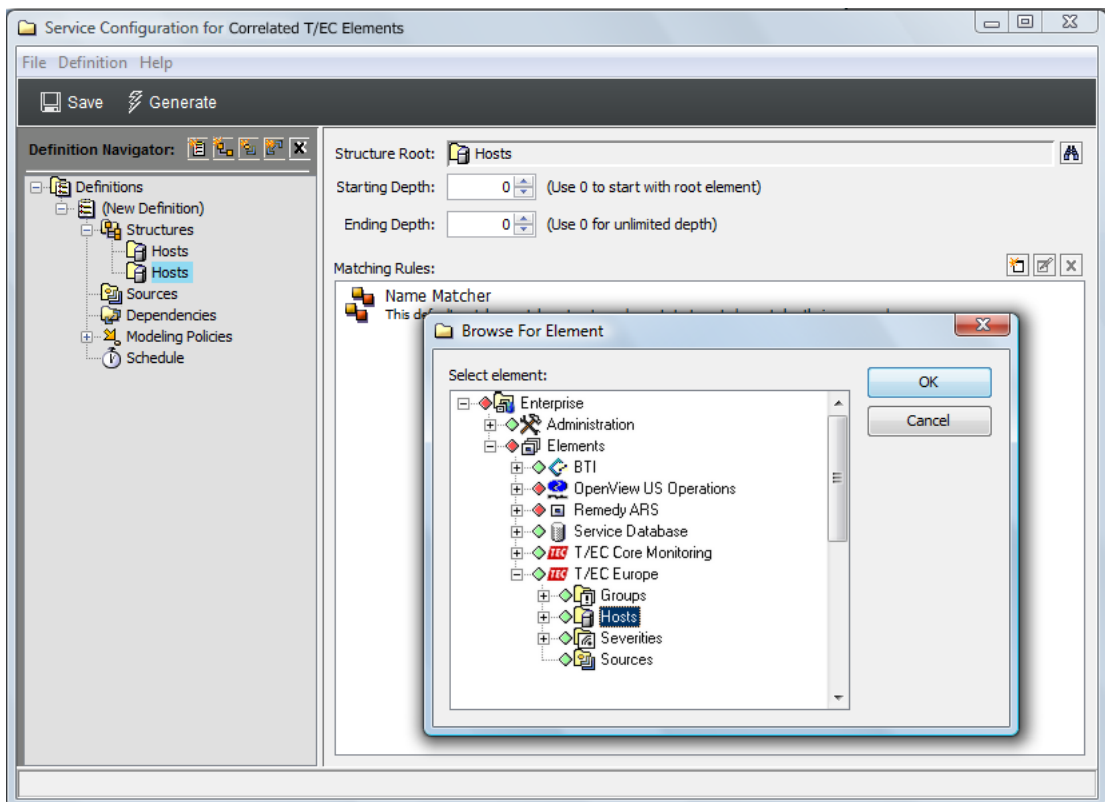 Service Configuration for Correlated T/EC Elements
File Definition Help
Save Generate
Definition Navigator:
Definitions
(New Definition)
Structures
Hosts
Hosts
Sources
Dependencies
Modeling Policies
Schedule
Structure Root: Hosts
Starting Depth: 0 (Use 0 to start with root element)
Ending Depth: 0 (Use 0 for unlimited depth)
Matching Rules:
Name Matcher
This
Browse For Element
Select element:
Enterprise
Administration
Elements
BTI
OpenView US Operations
Remedy ARS
Service Database
TEC T/EC Core Monitoring
TEC T/EC Europe
Groups
Hosts
Severities
Sources
OK
Cancel